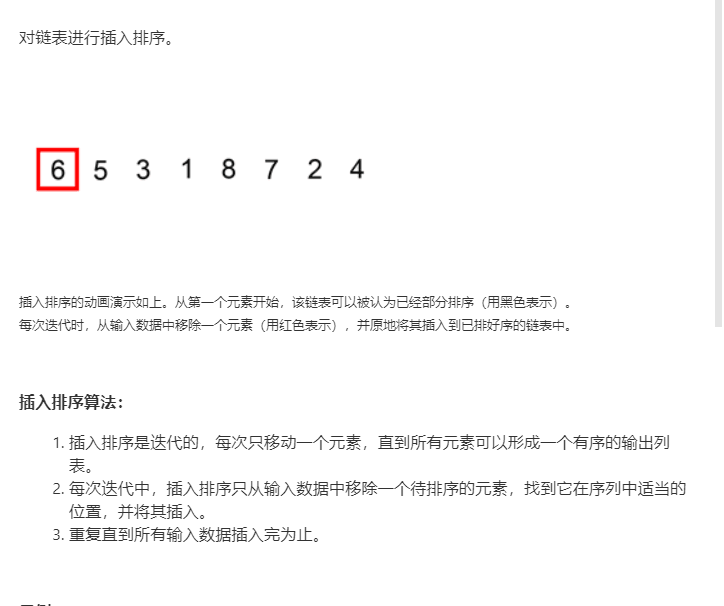 对链表进行插入排序。
6 5 3 1 8 7 2 4
插入排序的动画演示如上。从第一个元素开始，该链表可以被认为已经部分排序（用黑色表示）。
每次迭代时，从输入数据中移除一个元素（用红色表示），并原地将其插入到已排好序的链表中。
插入排序算法：
1. 插入排序是迭代的，每次只移动一个元素，直到所有元素可以形成一个有序的输出列
表。
2. 每次迭代中，插入排序只从输入数据中移除一个待排序的元素，找到它在序列中适当的
位置，并将其插入。
3. 重复直到所有输入数据插入完为止。